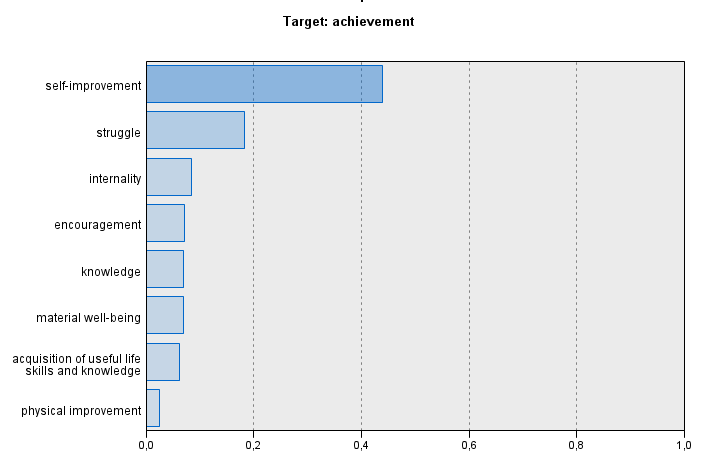 Target: achievement
self-improvement
struggle
internality
encouragement
knowledge
material well-being
acquisition of useful life
skills and knowledge
physical improvement
0,0 0,2 0,4 0,6 0,8 1,0